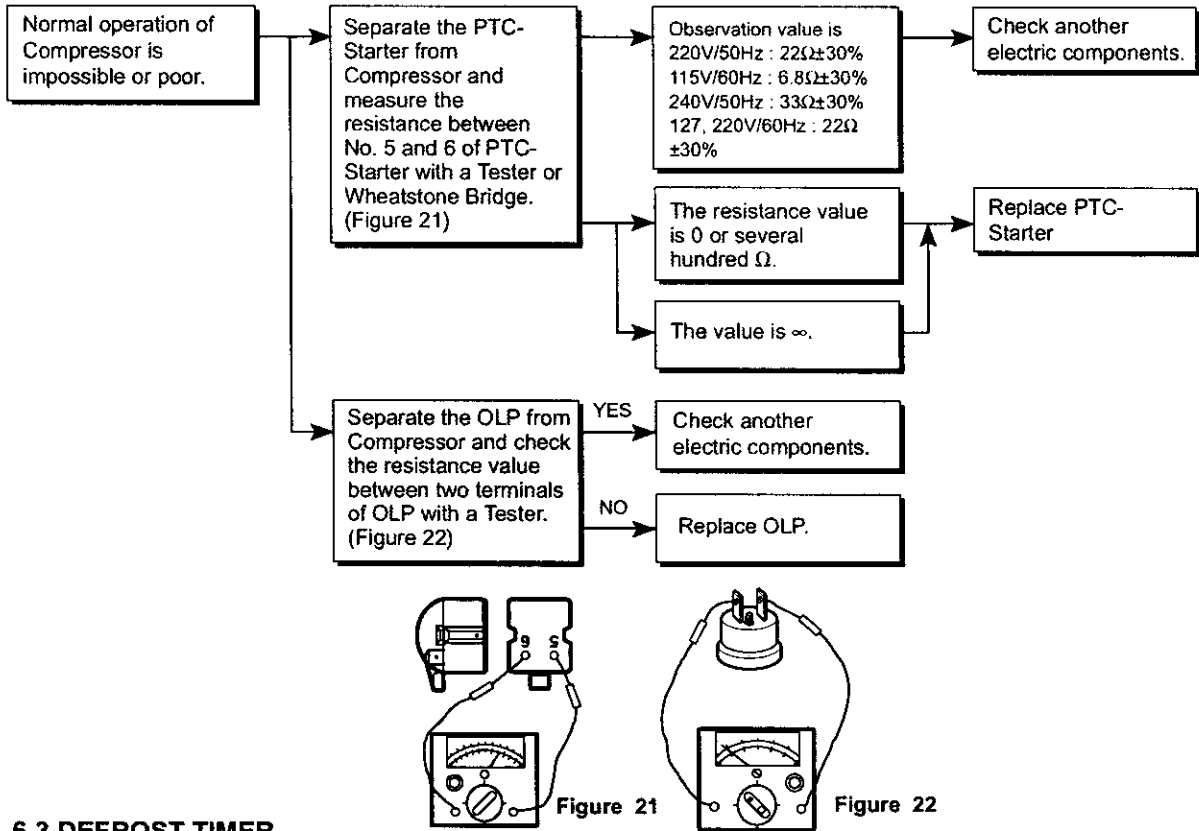 Normal operation of
Compressor is
impossible or poor.
Separate the PTC-
Starter from
Compressor and
measure the
resistance between
No. 5 and 6 of PTC-
Starter with a Tester or
Wheatstone Bridge.
(Figure 21)
Observation value is
220V/50Hz : 22Ω±30%
115V/60Hz : 6.8Ω±30%
240V/50Hz : 33Ω±30%
127, 220V/60Hz : 22Ω
±30%
Check another
electric components.
The resistance value
is 0 or several
hundred Ω.
The value is ∞.
Replace PTC-
Starter
Separate the OLP from
Compressor and check
the resistance value
between two terminals
of OLP with a Tester.
(Figure 22)
YES
Check another
electric components.
NO
Replace OLP.
6 5
Figure 21
Figure 22
6-3 DEFROST TIMER